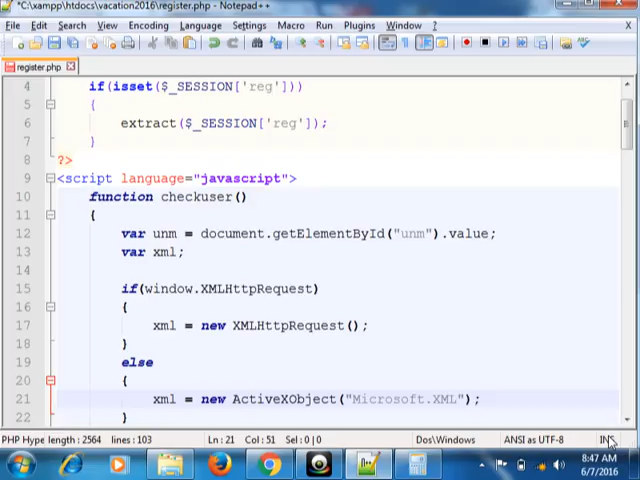 *C:\xampp\htdocs\vacation2016\register.php - Notepad++
File Edit Search View Encoding Language Settings Macro Run Plugins Window ? X
register.php
4 if(isset($_SESSION['reg']))
5 {
6 extract($_SESSION['reg']);
7 }
8 ?>
9 <script language="javascript">
10 function checkuser()
11 {
12 var unm = document.getElementById("unm").value;
13 var xml;
14
15 if(window.XMLHttpRequest)
16 {
17 xml = new XMLHttpRequest();
18 }
19 else
20 {
21 xml = new ActiveXObject("Microsoft.XML");
22 }
PHP Hype length : 2564 lines : 103 Ln : 21 Col : 51 Sel : 0 | 0 Dos\Windows ANSI as UTF-8 INS
8:47 AM
6/7/2016